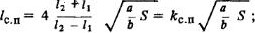 l_{с.п} = 4 \frac{l_2 + l_1}{l_2 - l_1} \sqrt{\frac{a}{b} S} = k_{с.п} \sqrt{\frac{a}{b} S} ;